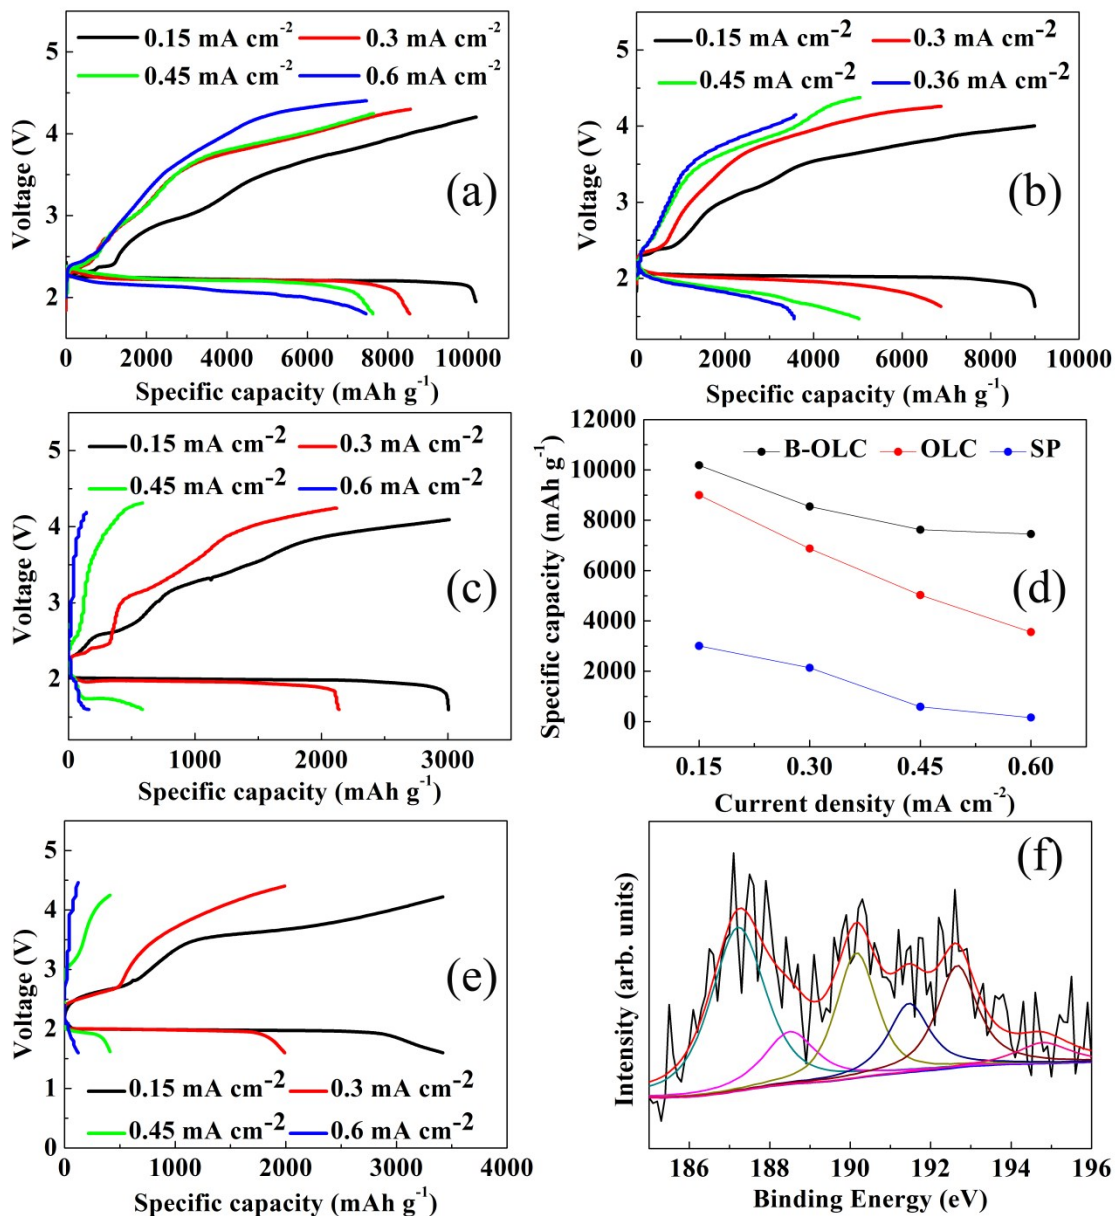 0.15 mA cm-2 0.3 mA cm-2
0.45 mA cm-2 0.6 mA cm-2
5
4
3
2
Voltage (V)
(a)
0 2000 4000 6000 8000 10000
Specific capacity (mAh g-1)
0.15 mA cm-2 0.3 mA cm-2
0.45 mA cm-2 0.36 mA cm-2
5
4
3
2
Voltage (V)
(b)
0 2000 4000 6000 8000 10000
Specific capacity (mAh g-1)
0.15 mA cm-2 0.3 mA cm-2
0.45 mA cm-2 0.6 mA cm-2
5
4
3
2
Voltage (V)
(c)
0 1000 2000 3000
Specific capacity (mAh g-1)
B-OLC OLC SP
12000
10000
8000
6000
4000
2000
0
Specific capacity (mAh g-1)
(d)
0.15 0.30 0.45 0.60
Current density (mA cm-2)
5
4
3
2
1
0
Voltage (V)
(e)
0.15 mA cm-2 0.3 mA cm-2
0.45 mA cm-2 0.6 mA cm-2
0 1000 2000 3000 4000
Specific capacity (mAh g-1)
(f)
Intensity (arb. units)
186 188 190 192 194 196
Binding Energy (eV)